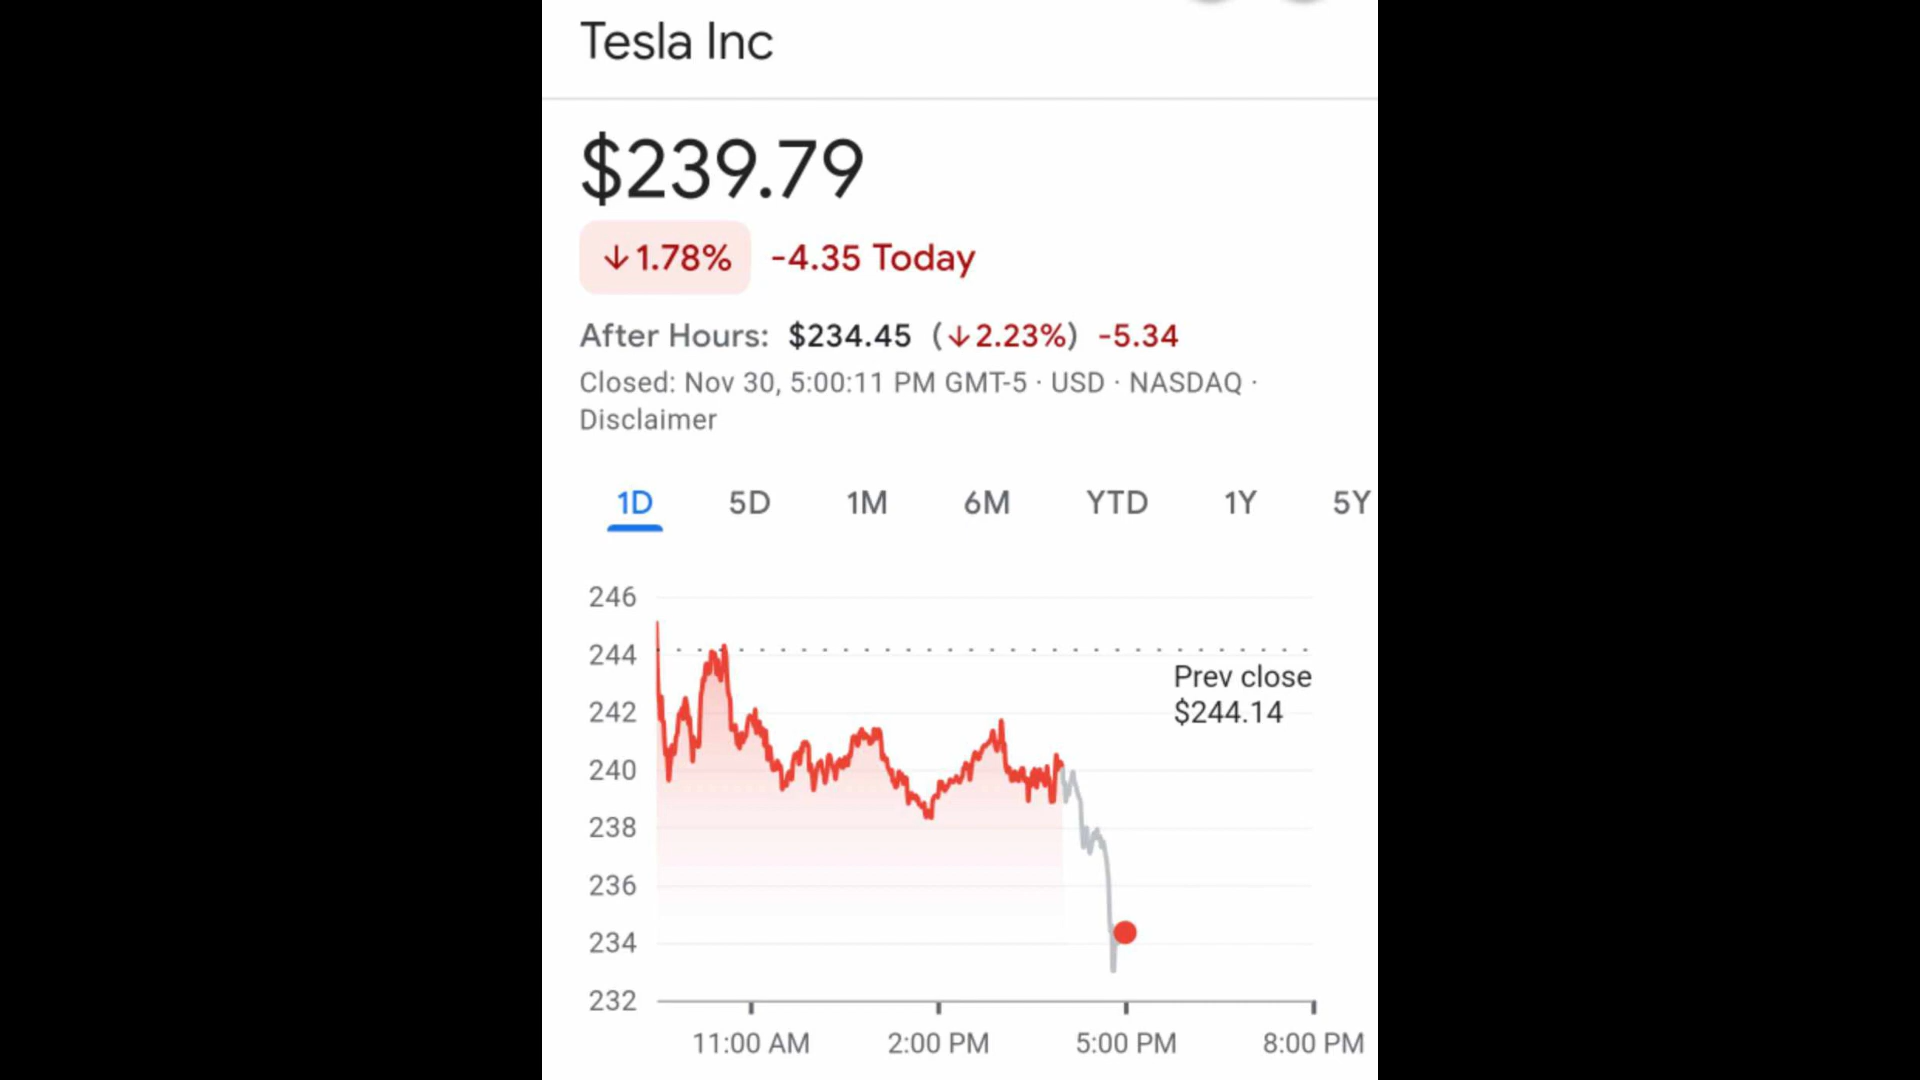 Tesla Inc
$239.79
↓1.78% -4.35 Today
After Hours: $234.45 (↓2.23%) -5.34
Closed: Nov 30, 5:00:11 PM GMT-5 · USD · NASDAQ ·
Disclaimer
1D 5D 1M 6M YTD 1Y 5Y
246
244
Prev close
242
$244.14
240
238
236
234
232
11:00 AM 2:00 PM 5:00 PM 8:00 PM